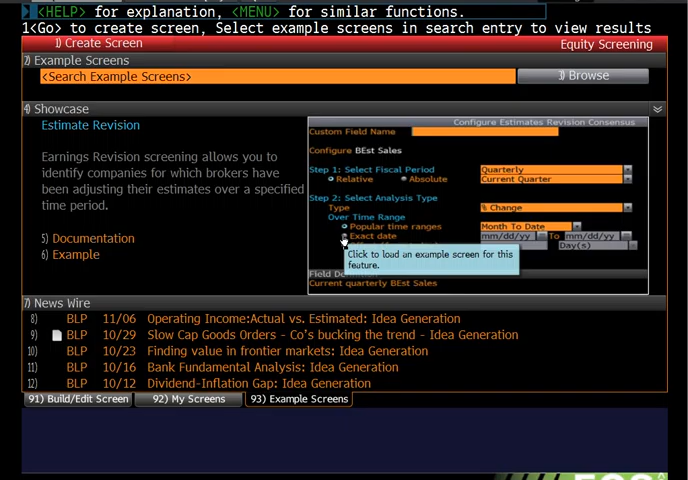 <HELP> for explanation, <MENU> for similar functions.
1<Go> to create screen, Select example screens in search entry to view results
1) Create Screen Equity Screening
2) Example Screens
<Search Example Screens> 3) Browse
4) Showcase
Estimate Revision
Earnings Revision screening allows you to
identify companies for which brokers have
been adjusting their estimates over a specified
time period.
5) Documentation
6) Example
Configure Estimates Revision Consensus
Custom Field Name
Configure BEst Sales
Step 1: Select Fiscal Period Quarterly
Relative Absolute Current Quarter
Step 2: Select Analysis Type
Type % Change
Over Time Range
Popular time ranges Month To Date
Exact date mm/dd/yy To mm/dd/yy
Day(s)
Click to load an example screen for this
feature.
Field
Current quarterly BEst Sales
7) News Wire
8) BLP 11/06 Operating Income:Actual vs. Estimated: Idea Generation
9) BLP 10/29 Slow Cap Goods Orders - Co's bucking the trend - Idea Generation
10) BLP 10/23 Finding value in frontier markets: Idea Generation
11) BLP 10/16 Bank Fundamental Analysis: Idea Generation
12) BLP 10/12 Dividend-Inflation Gap: Idea Generation
91) Build/Edit Screen 92) My Screens 93) Example Screens